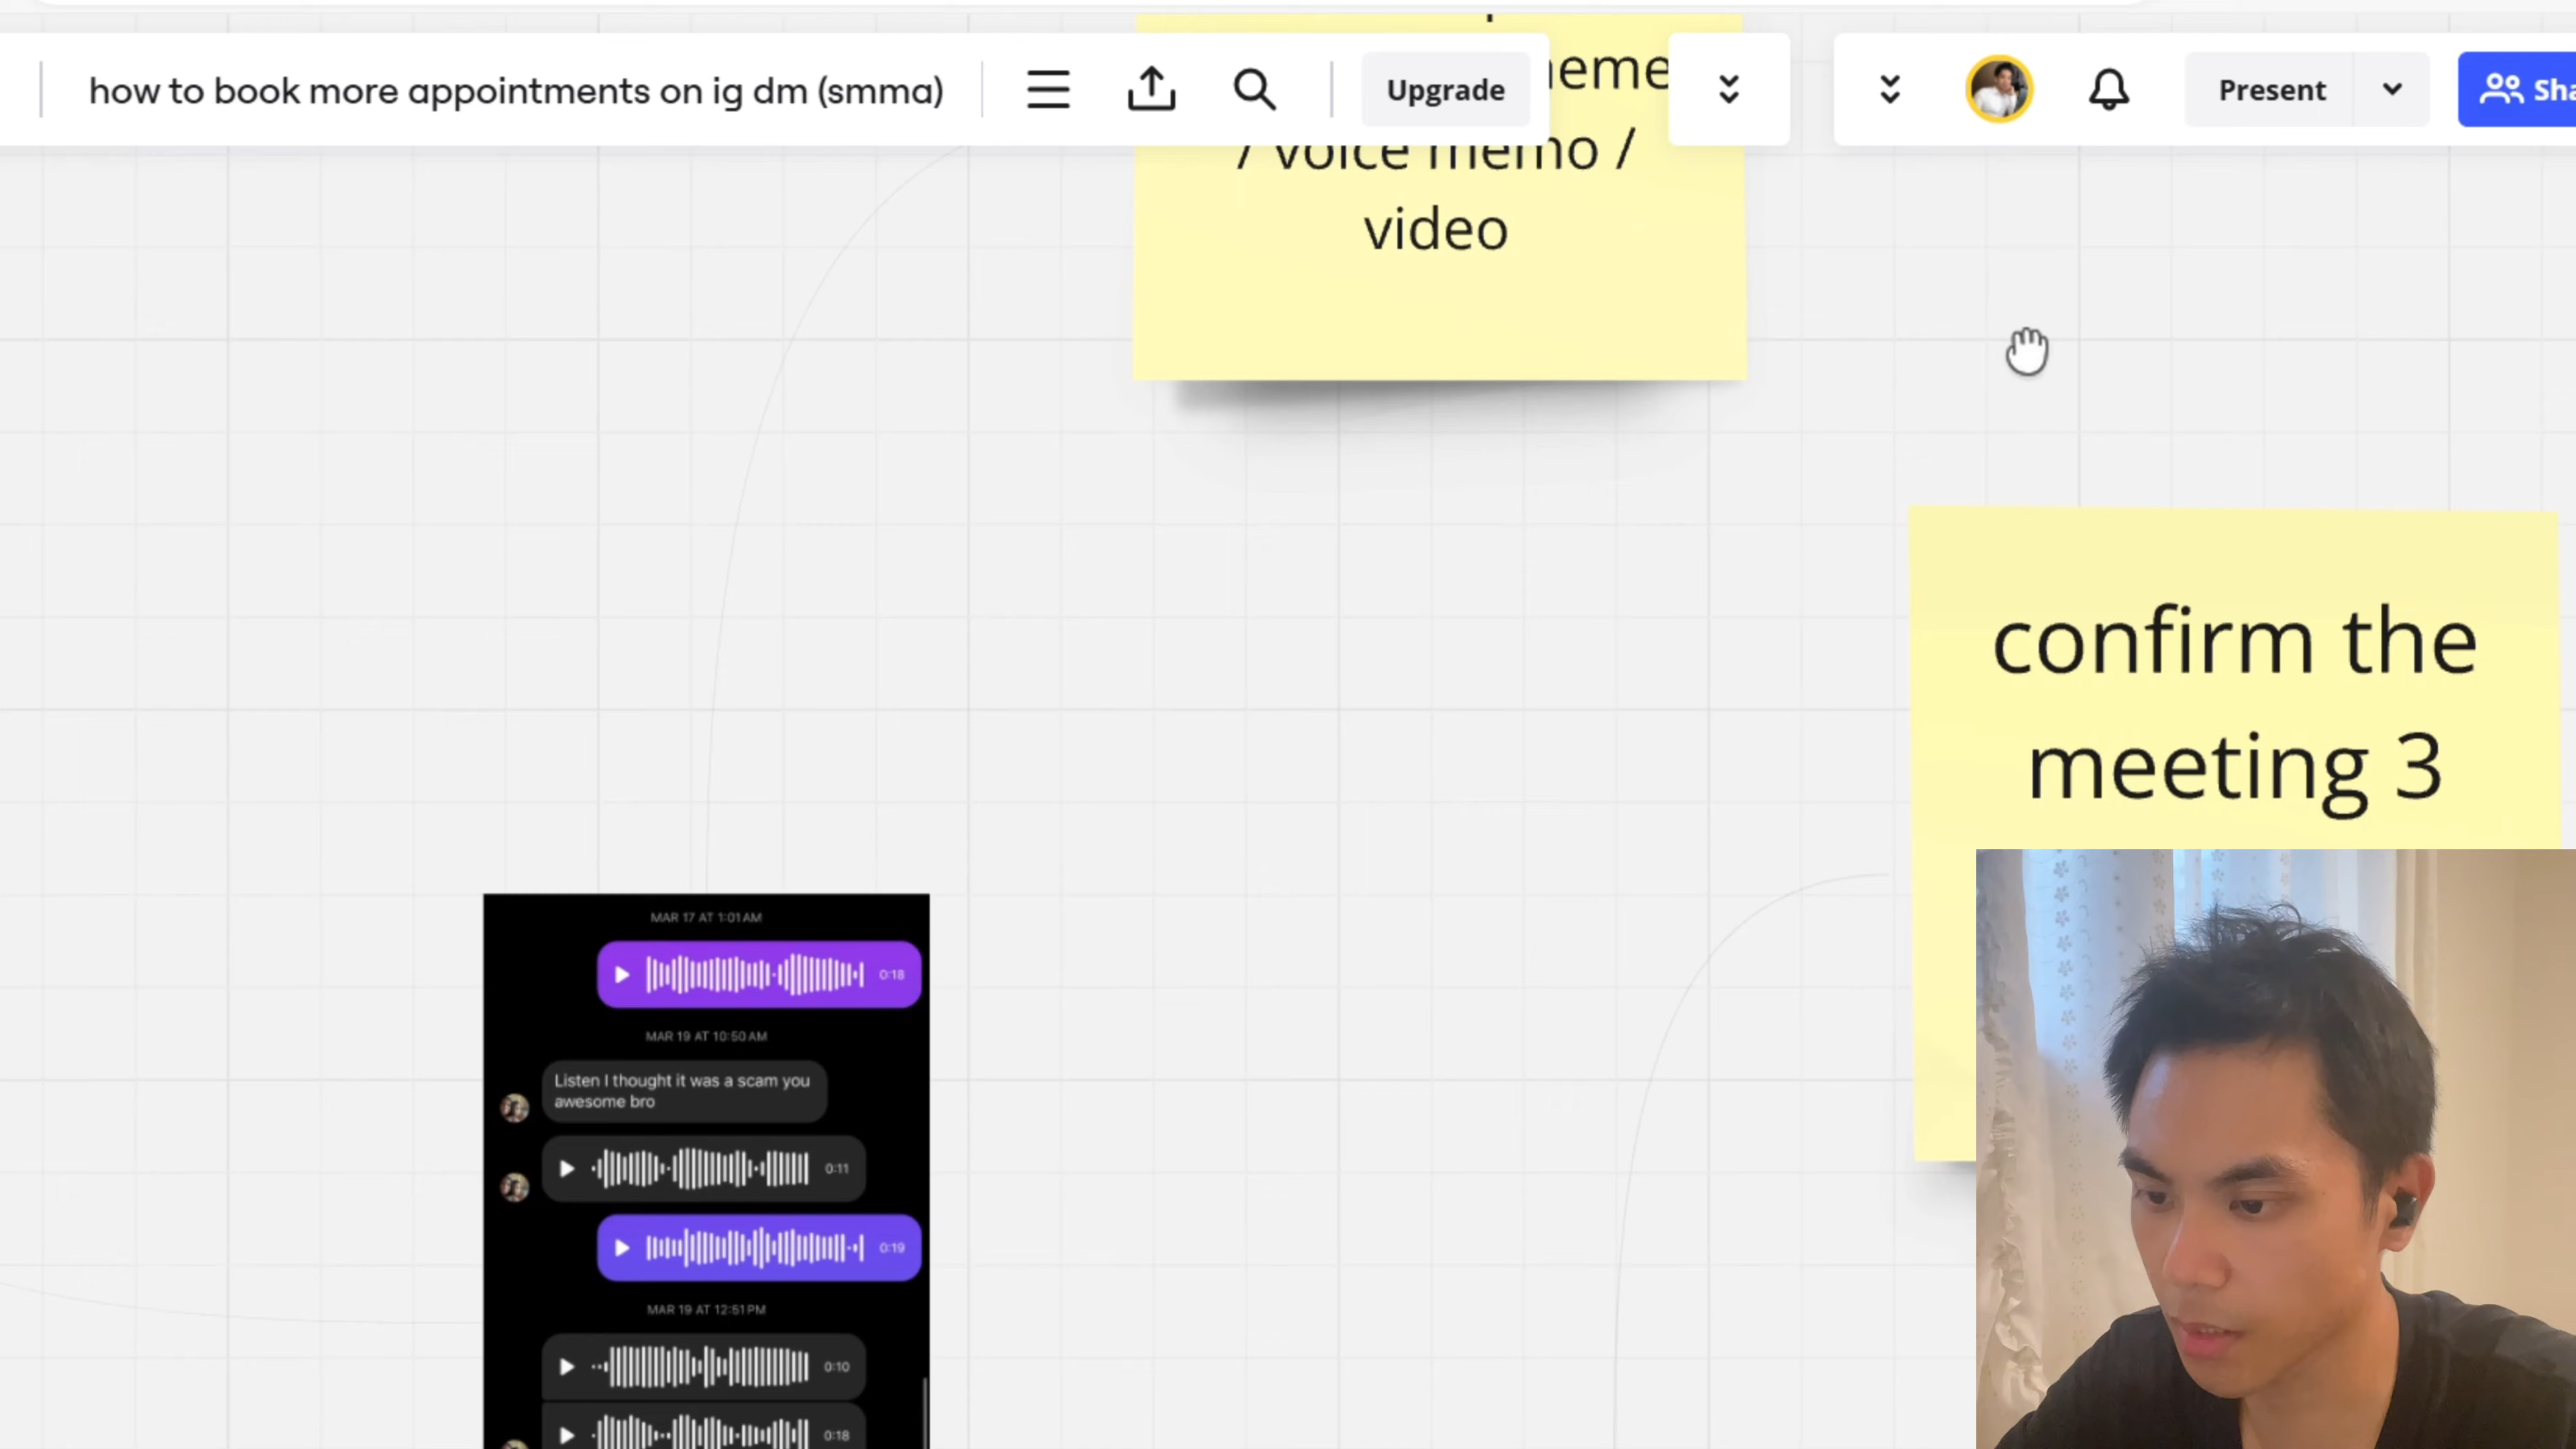 how to book more appointments on ig dm (smma)
Upgrade
Present
/ voice memo /
video
confirm the
meeting 3
MAR 17 AT 1:01 AM
0:18
MAR 19 AT 10:50 AM
Listen I thought it was a scam you
awesome bro
0:11
0:19
MAR 19 AT 12:51 PM
0:10
0:18